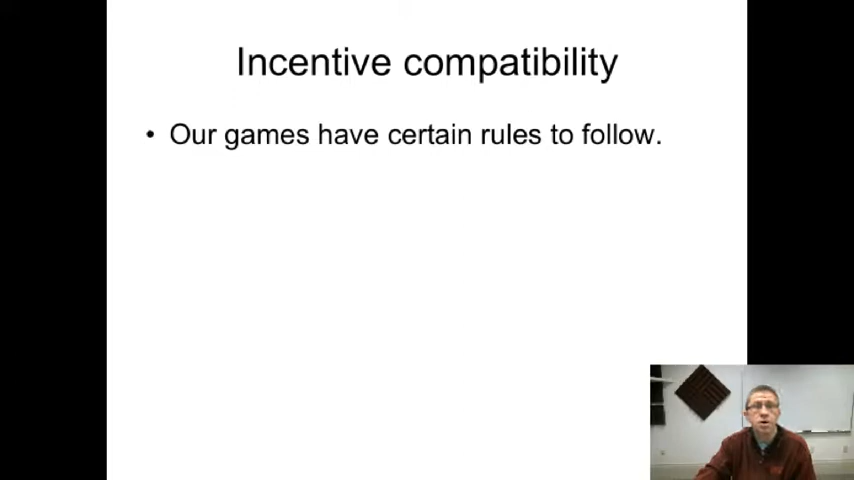 Incentive compatibility
• Our games have certain rules to follow.